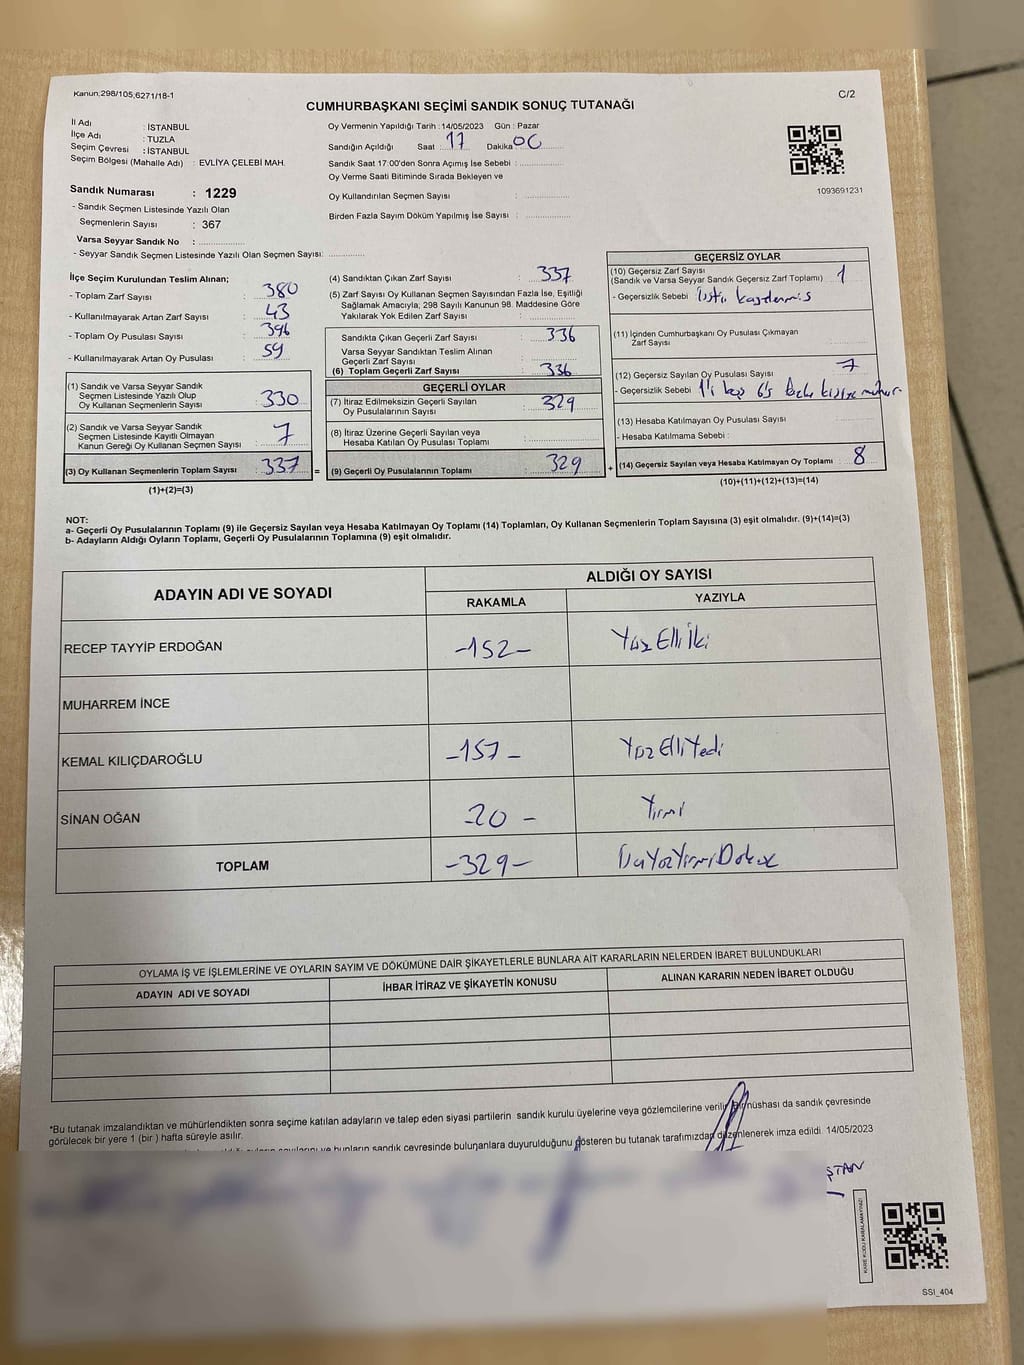 Kanun;298/105,6271/18-1
C/2
CUMHURBAŞKANI SEÇİMİ SANDIK SONUÇ TUTANAĞI
İl Adı : İSTANBUL
İlçe Adı : TUZLA
Seçim Çevresi : İSTANBUL
Seçim Bölgesi (Mahalle Adı) : EVLİYA ÇELEBİ MAH.
Sandık Numarası : 1229
- Sandık Seçmen Listesinde Yazılı Olan
Seçmenlerin Sayısı : 367
Varsa Seyyar Sandık No :
- Seyyar Sandık Seçmen Listesinde Yazılı Olan Seçmen Sayısı:
Oy Vermenin Yapıldığı Tarih :14/05/2023 Gün : Pazar
Sandığın Açıldığı Saat 17 Dakika 00
Sandık Saat 17:00'den Sonra Açımış İse Sebebi :
Oy Verme Saati Bitiminde Sırada Bekleyen ve
Oy Kullandırılan Seçmen Sayısı :
Birden Fazla Sayım Döküm Yapılmış İse Sayısı :
1093691231
İlçe Seçim Kurulundan Teslim Alınan;
- Toplam Zarf Sayısı : 380
- Kullanılmayarak Artan Zarf Sayısı : 43
- Toplam Oy Pusulası Sayısı : 396
- Kullanılmayarak Artan Oy Pusulası : 59
(1) Sandık ve Varsa Seyyar Sandık
Seçmen Listesinde Yazılı Olup
Oy Kullanan Seçmenlerin Sayısı : 330
(2) Sandık ve Varsa Seyyar Sandık
Seçmen Listesinde Kayıtlı Olmayan
Kanun Gereği Oy Kullanan Seçmen Sayısı : 7
(3) Oy Kullanan Seçmenlerin Toplam Sayısı : 337 =
(1)+(2)=(3)
(4) Sandıktan Çıkan Zarf Sayısı : 337
(5) Zarf Sayısı Oy Kullanan Seçmen Sayısından Fazla İse, Eşitliği
Sağlamak Amacıyla; 298 Sayılı Kanunun 98. Maddesine Göre
Yakılarak Yok Edilen Zarf Sayısı :
Sandıkta Çıkan Geçerli Zarf Sayısı : 336
Varsa Seyyar Sandıktan Teslim Alınan
Geçerli Zarf Sayısı :
(6) Toplam Geçerli Zarf Sayısı : 336
GEÇERLİ OYLAR
(7) İtiraz Edilmeksizin Geçerli Sayılan
Oy Pusulalarının Sayısı : 329
(8) İtiraz Üzerine Geçerli Sayılan veya
Hesaba Katılan Oy Pusulası Toplamı :
(9) Geçerli Oy Pusulalarının Toplamı : 329 +
GEÇERSİZ OYLAR
(10) Geçersiz Zarf Sayısı
(Sandık ve Varsa Seyyar Sandık Geçersiz Zarf Toplamı) : 1
- Geçersizlik Sebebi :
(11) İçinden Cumhurbaşkanı Oy Pusulası Çıkmayan
Zarf Sayısı :
(12) Geçersiz Sayılan Oy Pusulası Sayısı : 7
- Geçersizlik Sebebi : 1'i boş 6's
(13) Hesaba Katılmayan Oy Pusulası Sayısı :
- Hesaba Katılmama Sebebi :
(14) Geçersiz Sayılan veya Hesaba Katılmayan Oy Toplamı : 8
(10)+(11)+(12)+(13)=(14)
NOT:
a- Geçerli Oy Pusulalarının Toplamı (9) ile Geçersiz Sayılan veya Hesaba Katılmayan Oy Toplamı (14) Toplamları, Oy Kullanan Seçmenlerin Toplam Sayısına (3) eşit olmalıdır. (9)+(14)=(3)
b- Adayların Aldığı Oyların Toplamı, Geçerli Oy Pusulalarının Toplamına (9) eşit olmalıdır.
ADAYIN ADI VE SOYADI
ALDIĞI OY SAYISI
RAKAMLA YAZIYLA
RECEP TAYYİP ERDOĞAN -152- Yüz Elli İki
MUHARREM İNCE
KEMAL KILIÇDAROĞLU -157- Yüz Elli Yedi
SİNAN OĞAN -20- Yirmi
TOPLAM -329- ÜçYüzYirmiDokuz
OYLAMA İŞ VE İŞLEMLERİNE VE OYLARIN SAYIM VE DÖKÜMÜNE DAİR ŞİKAYETLERLE BUNLARA AİT KARARLARIN NELERDEN İBARET BULUNDUKLARI
ADAYIN ADI VE SOYADI İHBAR İTİRAZ VE ŞİKAYETİN KONUSU ALINAN KARARIN NEDEN İBARET OLDUĞU
*Bu tutanak imzalandıktan ve mühürlendikten sonra seçime katılan adayların ve talep eden siyasi partilerin sandık kurulu üyelerine veya gözlemcilerine verilir. Bir nüshası da sandık çevresinde
görülecek bir yere 1 (bir ) hafta süreyle asılır.
bunların sandık çevresinde bulunanlara duyurulduğunu gösteren bu tutanak tarafımızdan düzenlenerek imza edildi. 14/05/2023
ŞTAN
KARE KODU KARALAMAYINIZ!
SSİ_404